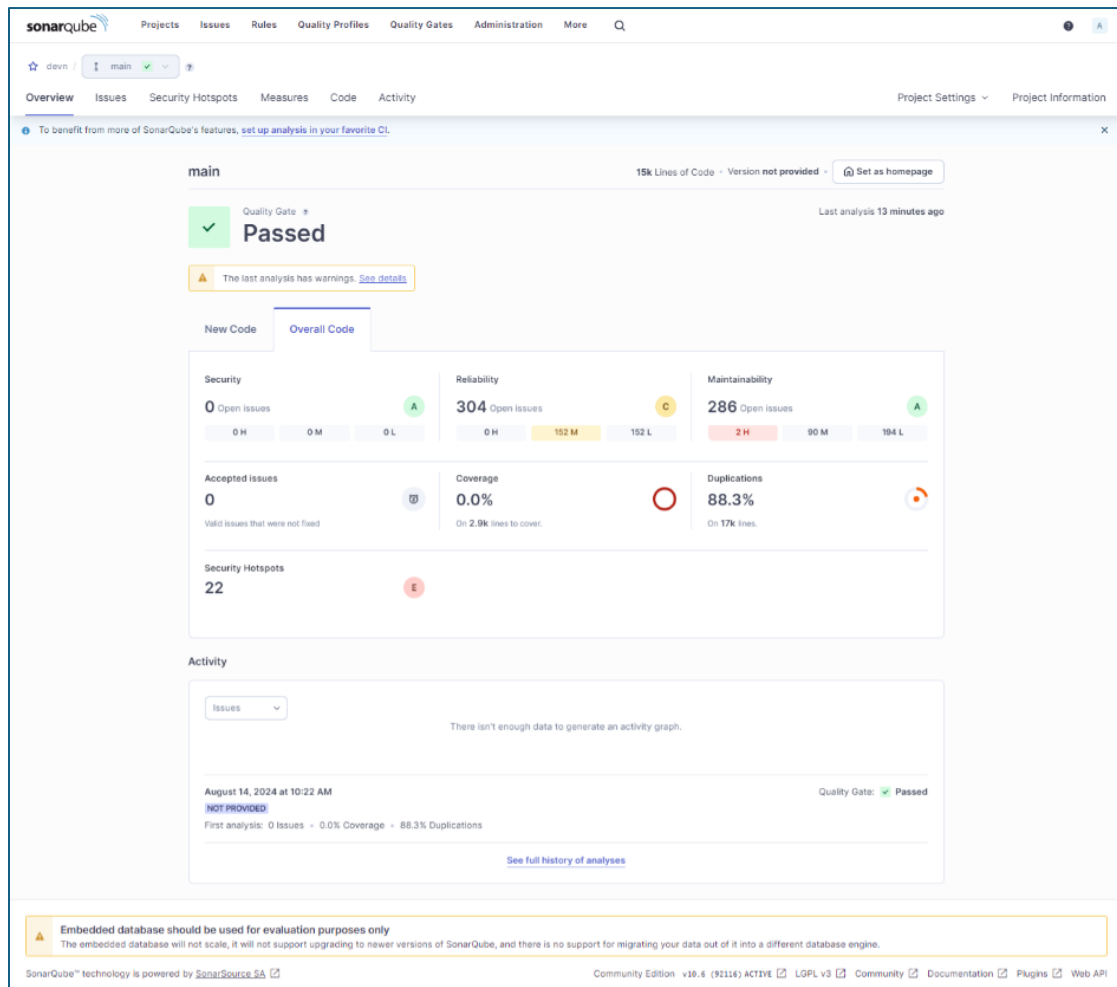 sonarqube Projects Issues Rules Quality Profiles Quality Gates Administration More ? A
devn / main ?
Overview Issues Security Hotspots Measures Code Activity Project Settings Project Information
To benefit from more of SonarQube's features, set up analysis in your favorite CI.
main 15k Lines of Code • Version not provided • Set as homepage
Quality Gate ? Last analysis 13 minutes ago
Passed
The last analysis has warnings. See details
New Code Overall Code
Security Reliability Maintainability
0 Open issues A 304 Open issues C 286 Open issues A
0 H 0 M 0 L 0 H 152 M 152 L 2 H 90 M 194 L
Accepted issues Coverage Duplications
0 0.0% 88.3%
Valid issues that were not fixed On 2.9k lines to cover. On 17k lines.
Security Hotspots
22 E
Activity
Issues
There isn't enough data to generate an activity graph.
August 14, 2024 at 10:22 AM Quality Gate: Passed
NOT PROVIDED
First analysis: 0 Issues • 0.0% Coverage • 88.3% Duplications
See full history of analyses
Embedded database should be used for evaluation purposes only
The embedded database will not scale, it will not support upgrading to newer versions of SonarQube, and there is no support for migrating your data out of it into a different database engine.
SonarQube™ technology is powered by SonarSource SA Community Edition v10.6 (92116) ACTIVE LGPL v3 Community Documentation Plugins Web API